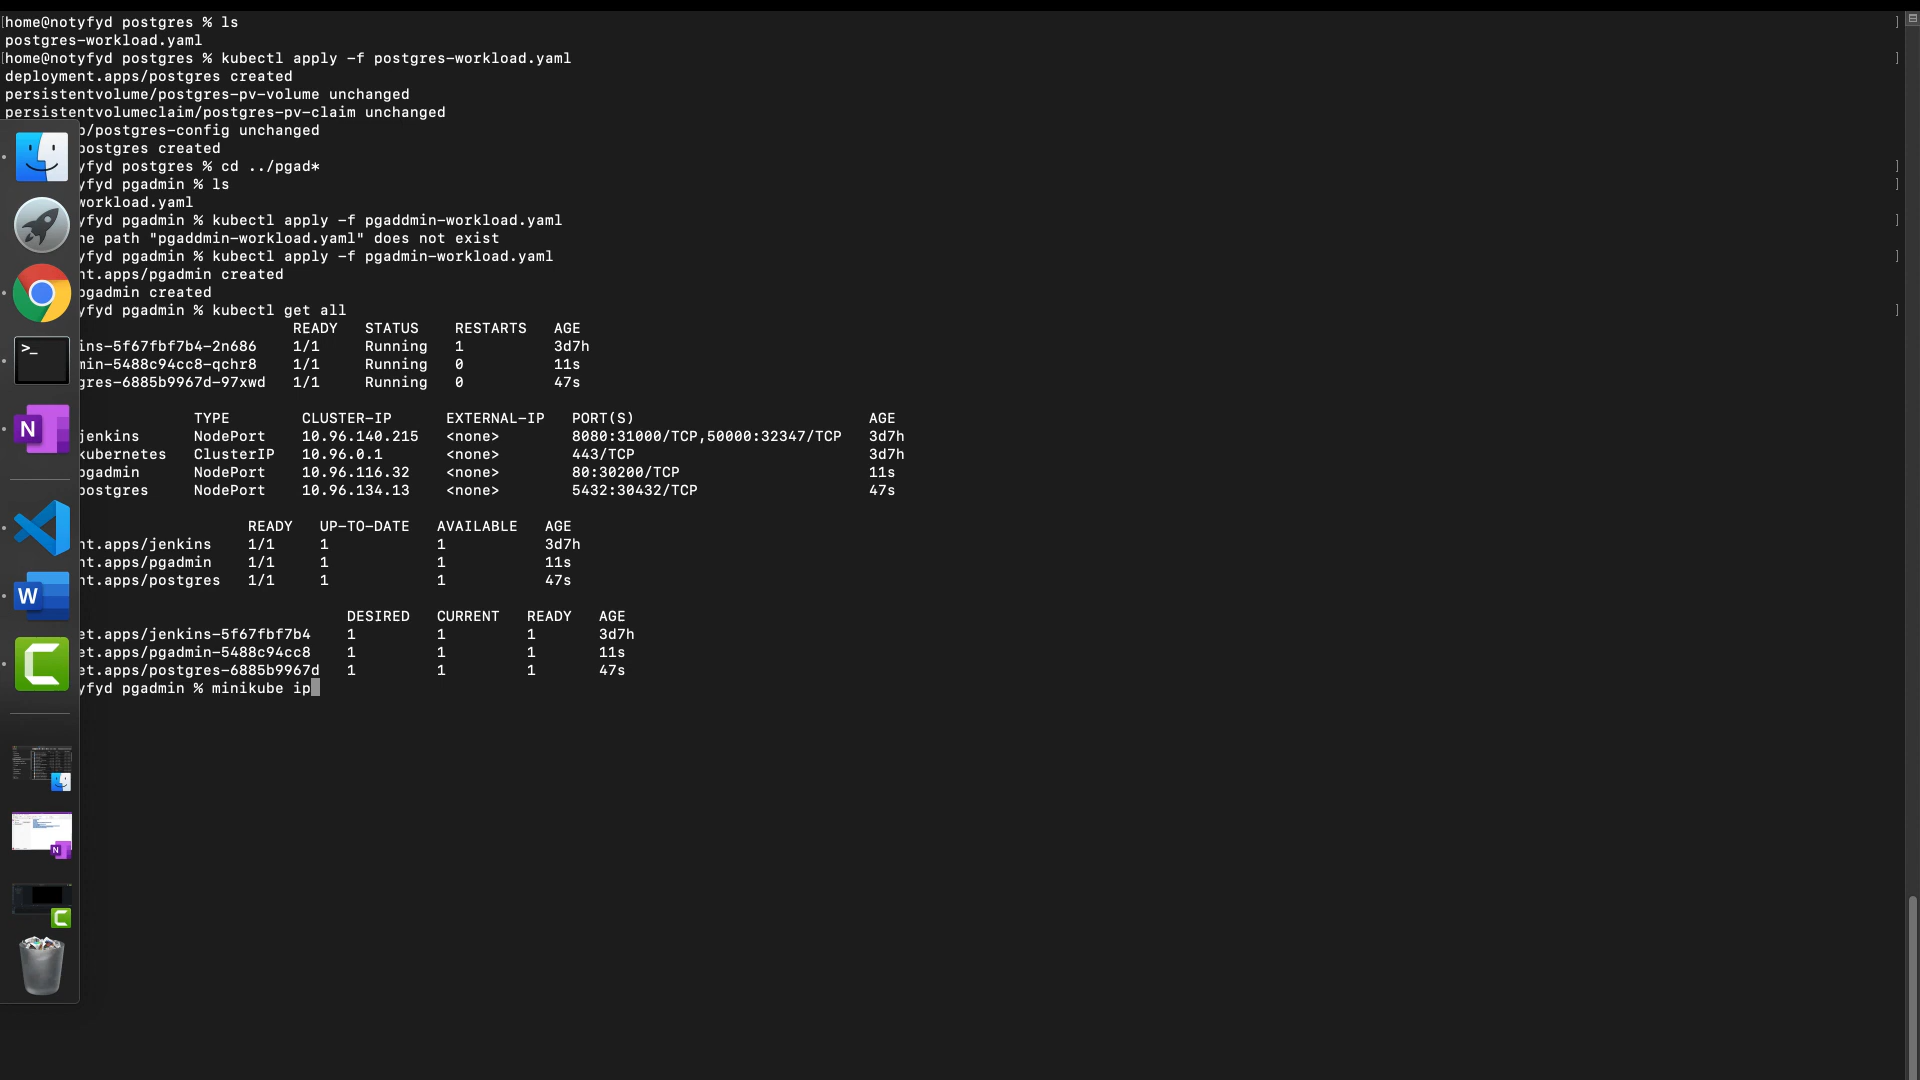 [home@notyfyd postgres % ls ]
postgres-workload.yaml
[home@notyfyd postgres % kubectl apply -f postgres-workload.yaml ]
deployment.apps/postgres created
persistentvolume/postgres-pv-volume unchanged
persistentvolumeclaim/postgres-pv-claim unchanged
p/postgres-config unchanged
postgres created
yfyd postgres % cd ../pgad* ]
yfyd pgadmin % ls ]
workload.yaml
yfyd pgadmin % kubectl apply -f pgaddmin-workload.yaml ]
he path "pgaddmin-workload.yaml" does not exist
yfyd pgadmin % kubectl apply -f pgadmin-workload.yaml ]
nt.apps/pgadmin created
pgadmin created
yfyd pgadmin % kubectl get all ]
READY STATUS RESTARTS AGE
ins-5f67fbf7b4-2n686 1/1 Running 1 3d7h
min-5488c94cc8-qchr8 1/1 Running 0 11s
gres-6885b9967d-97xwd 1/1 Running 0 47s
TYPE CLUSTER-IP EXTERNAL-IP PORT(S) AGE
jenkins NodePort 10.96.140.215 <none> 8080:31000/TCP,50000:32347/TCP 3d7h
kubernetes ClusterIP 10.96.0.1 <none> 443/TCP 3d7h
pgadmin NodePort 10.96.116.32 <none> 80:30200/TCP 11s
postgres NodePort 10.96.134.13 <none> 5432:30432/TCP 47s
READY UP-TO-DATE AVAILABLE AGE
nt.apps/jenkins 1/1 1 1 3d7h
nt.apps/pgadmin 1/1 1 1 11s
nt.apps/postgres 1/1 1 1 47s
DESIRED CURRENT READY AGE
et.apps/jenkins-5f67fbf7b4 1 1 1 3d7h
et.apps/pgadmin-5488c94cc8 1 1 1 11s
et.apps/postgres-6885b9967d 1 1 1 47s
yfyd pgadmin % minikube ip
>_
N
W
N